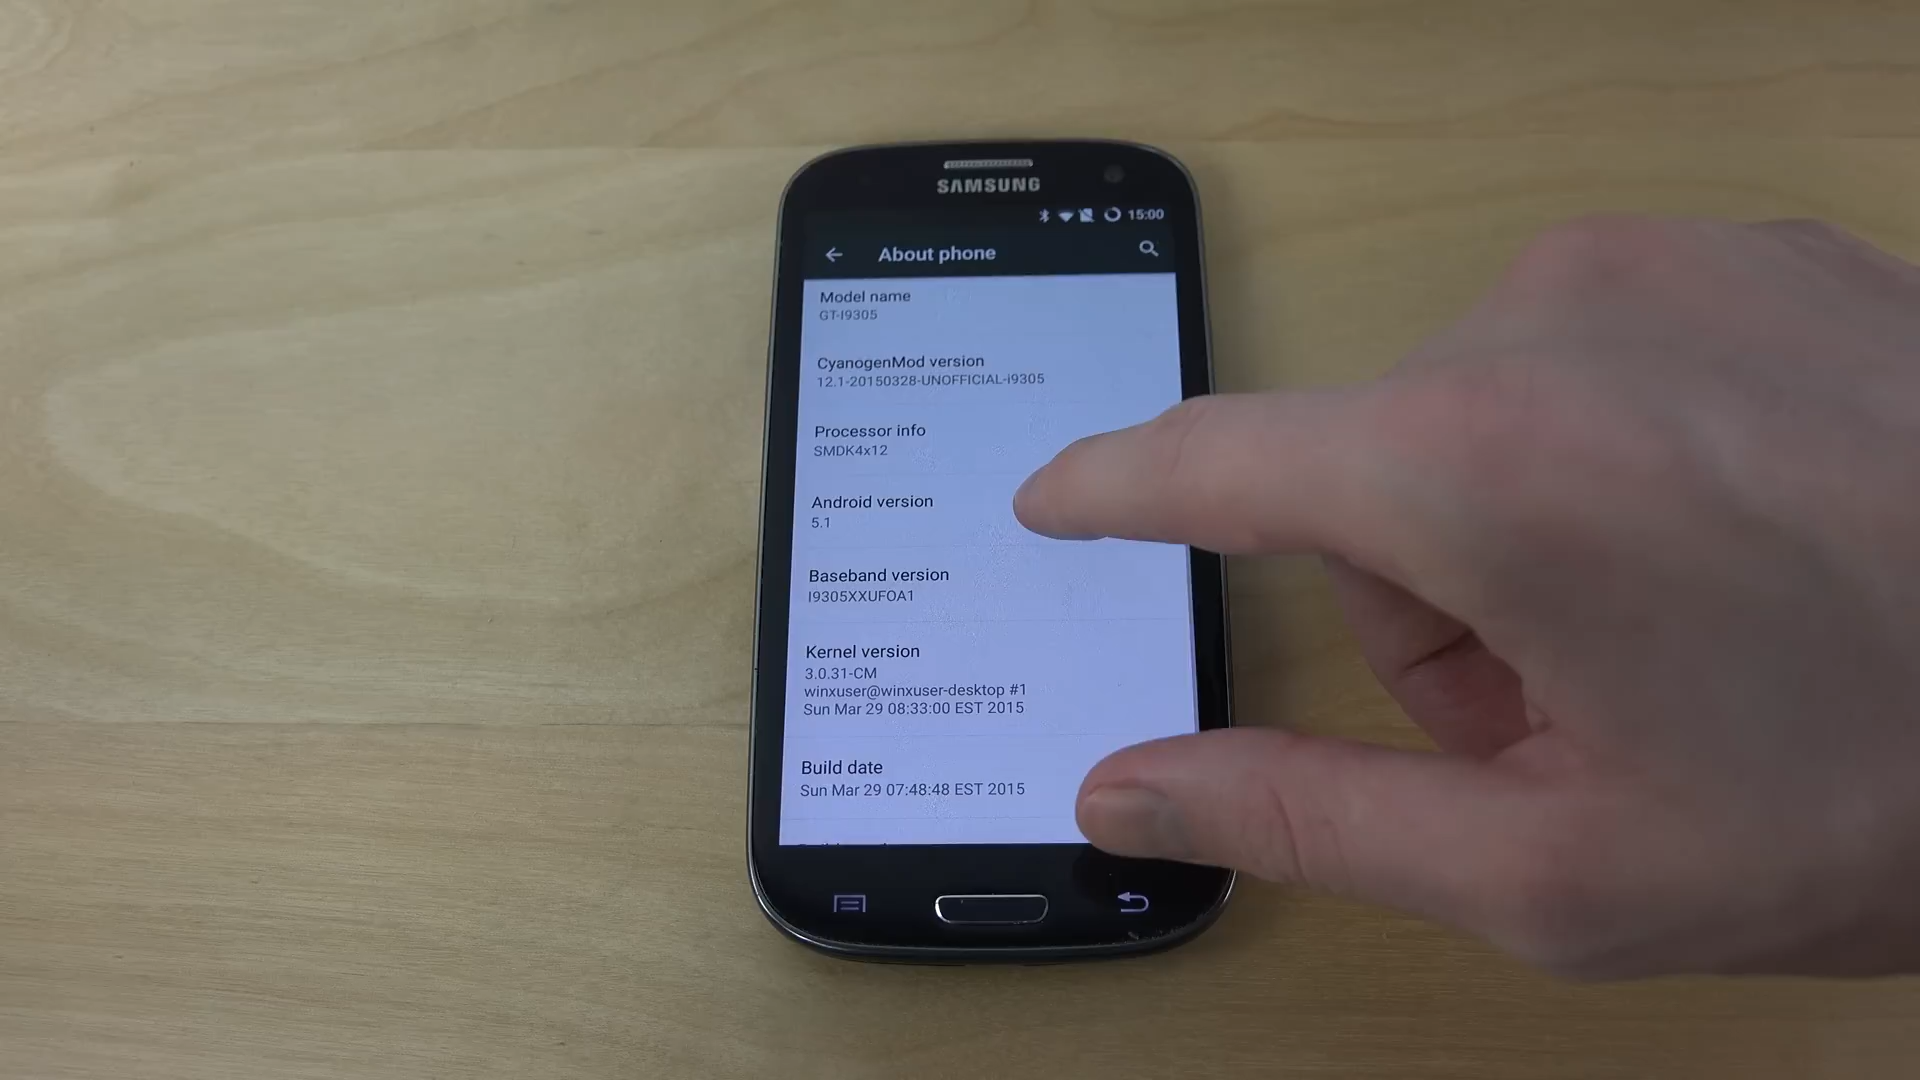 SAMSUNG
15:00
About phone
Model name
GT-I9305
CyanogenMod version
12.1-20150328-UNOFFICIAL-i9305
Processor info
SMDK4x12
Android version
5.1
Baseband version
I9305XXUFOA1
Kernel version
3.0.31-CM
winxuser@winxuser-desktop #1
Sun Mar 29 08:33:00 EST 2015
Build date
Sun Mar 29 07:48:48 EST 2015